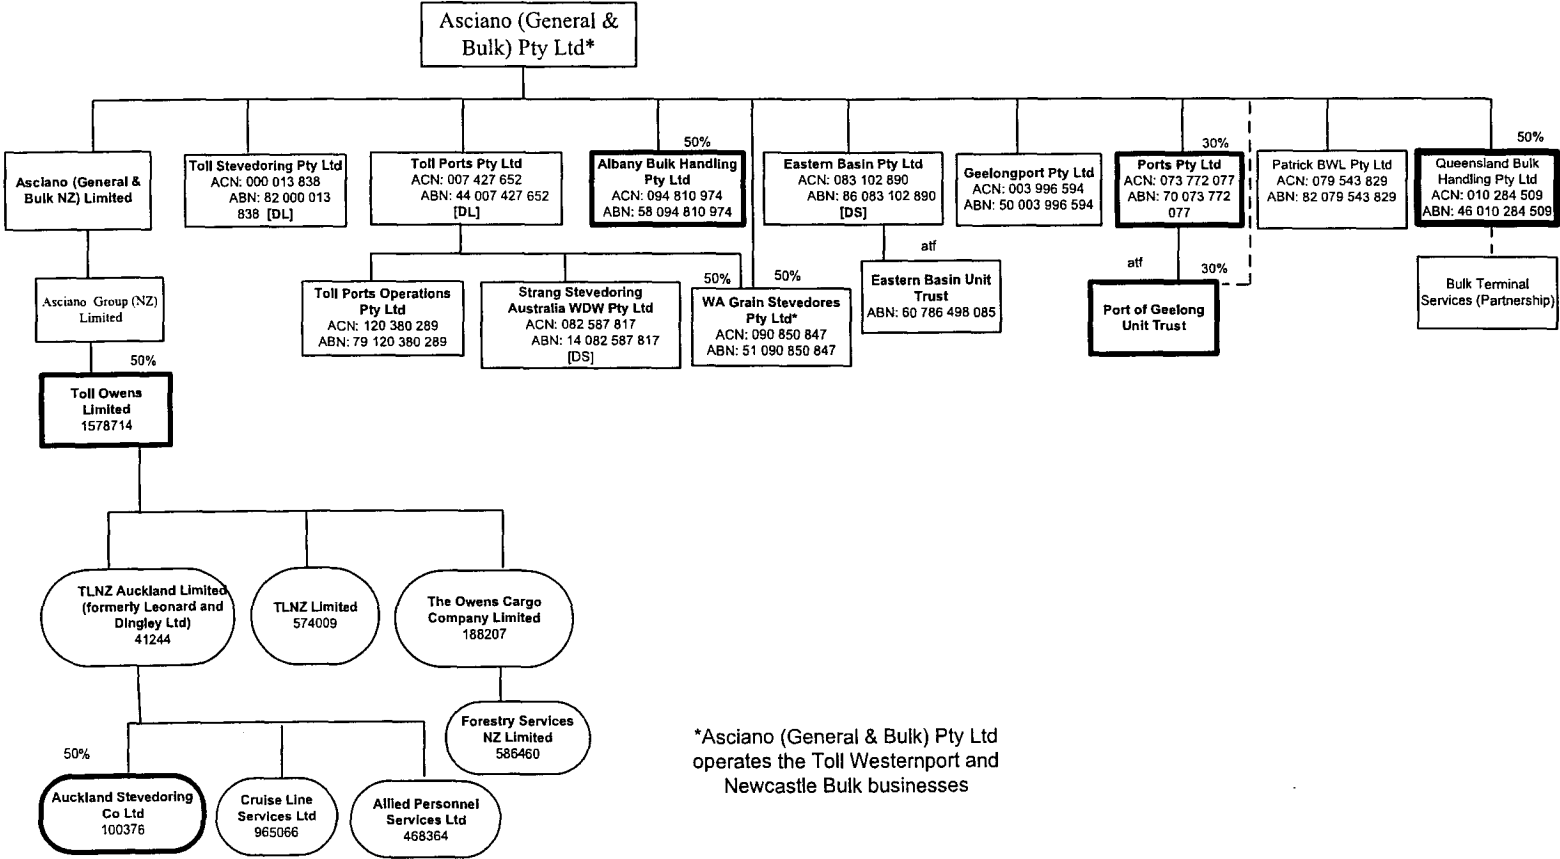 Asciano (General &
Bulk) Pty Ltd*
Asciano (General &
Bulk NZ) Limited
Toll Stevedoring Pty Ltd
ACN: 000 013 838
ABN: 82 000 013
838 [DL]
Toll Ports Pty Ltd
ACN: 007 427 652
ABN: 44 007 427 652
[DL]
50%
Albany Bulk Handling
Pty Ltd
ACN: 094 810 974
ABN: 58 094 810 974
Eastern Basin Pty Ltd
ACN: 083 102 890
ABN: 86 083 102 890
[DS]
Geelongport Pty Ltd
ACN: 003 996 594
ABN: 50 003 996 594
30%
Ports Pty Ltd
ACN: 073 772 077
ABN: 70 073 772
077
Patrick BWL Pty Ltd
ACN: 079 543 829
ABN: 82 079 543 829
50%
Queensland Bulk
Handling Pty Ltd
ACN: 010 284 509
ABN: 46 010 284 509
Asciano Group (NZ)
Limited
Toll Ports Operations
Pty Ltd
ACN: 120 380 289
ABN: 79 120 380 289
Strang Stevedoring
Australia WDW Pty Ltd
ACN: 082 587 817
ABN: 14 082 587 817
[DS]
50%
50%
WA Grain Stevedores
Pty Ltd*
ACN: 090 850 847
ABN: 51 090 850 847
atf
Eastern Basin Unit
Trust
ABN: 60 786 498 085
atf
30%
Port of Geelong
Unit Trust
Bulk Terminal
Services (Partnership)
50%
Toll Owens
Limited
1578714
TLNZ Auckland Limited
(formerly Leonard and
Dingley Ltd)
41244
TLNZ Limited
574009
The Owens Cargo
Company Limited
188207
Forestry Services
NZ Limited
586460
50%
Auckland Stevedoring
Co Ltd
100376
Cruise Line
Services Ltd
965066
Allied Personnel
Services Ltd
468364
*Asciano (General & Bulk) Pty Ltd
operates the Toll Westernport and
Newcastle Bulk businesses